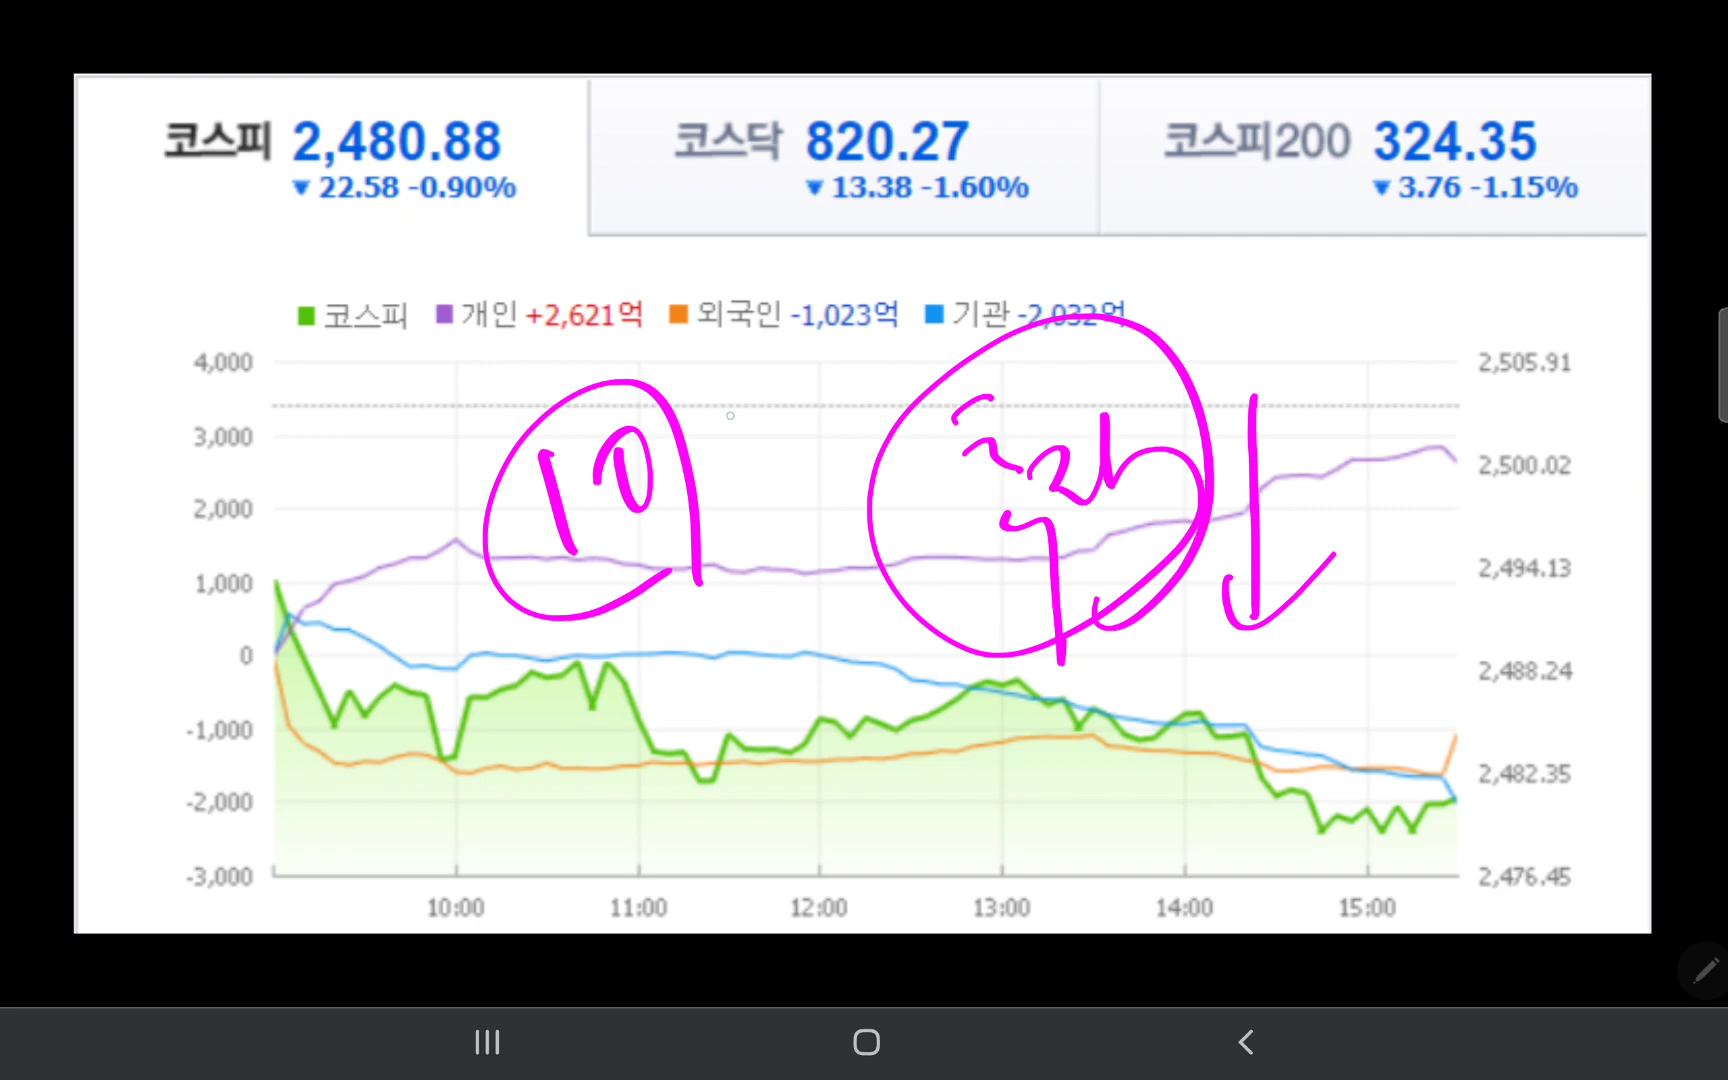 코스피 2,480.88
▼ 22.58 -0.90%
코스닥 820.27
▼ 13.38 -1.60%
코스피200 324.35
▼ 3.76 -1.15%
코스피 개인 +2,621억 외국인 -1,023억 기관 -2,032억
4,000
3,000
2,000
1,000
0
-1,000
-2,000
-3,000
2,505.91
2,500.02
2,494.13
2,488.24
2,482.35
2,476.45
10:00 11:00 12:00 13:00 14:00 15:00
10